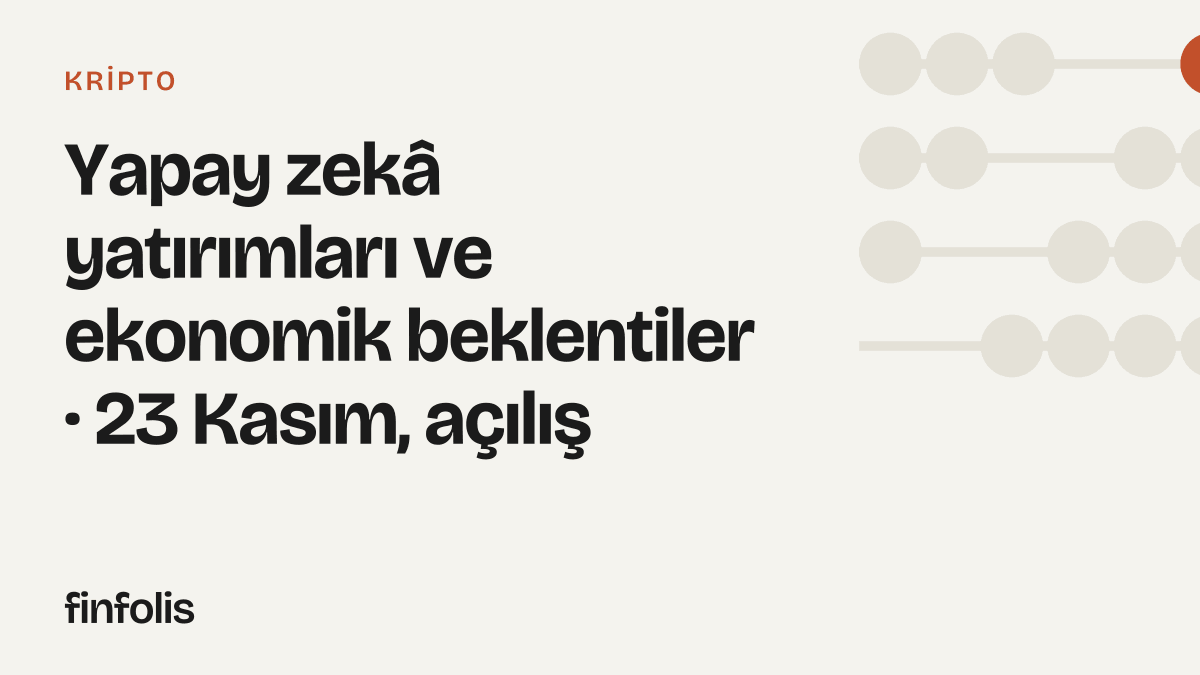 KRİPTO
Yapay zekâ
yatırımları ve
ekonomik beklentiler
· 23 Kasım, açılış
finfolis